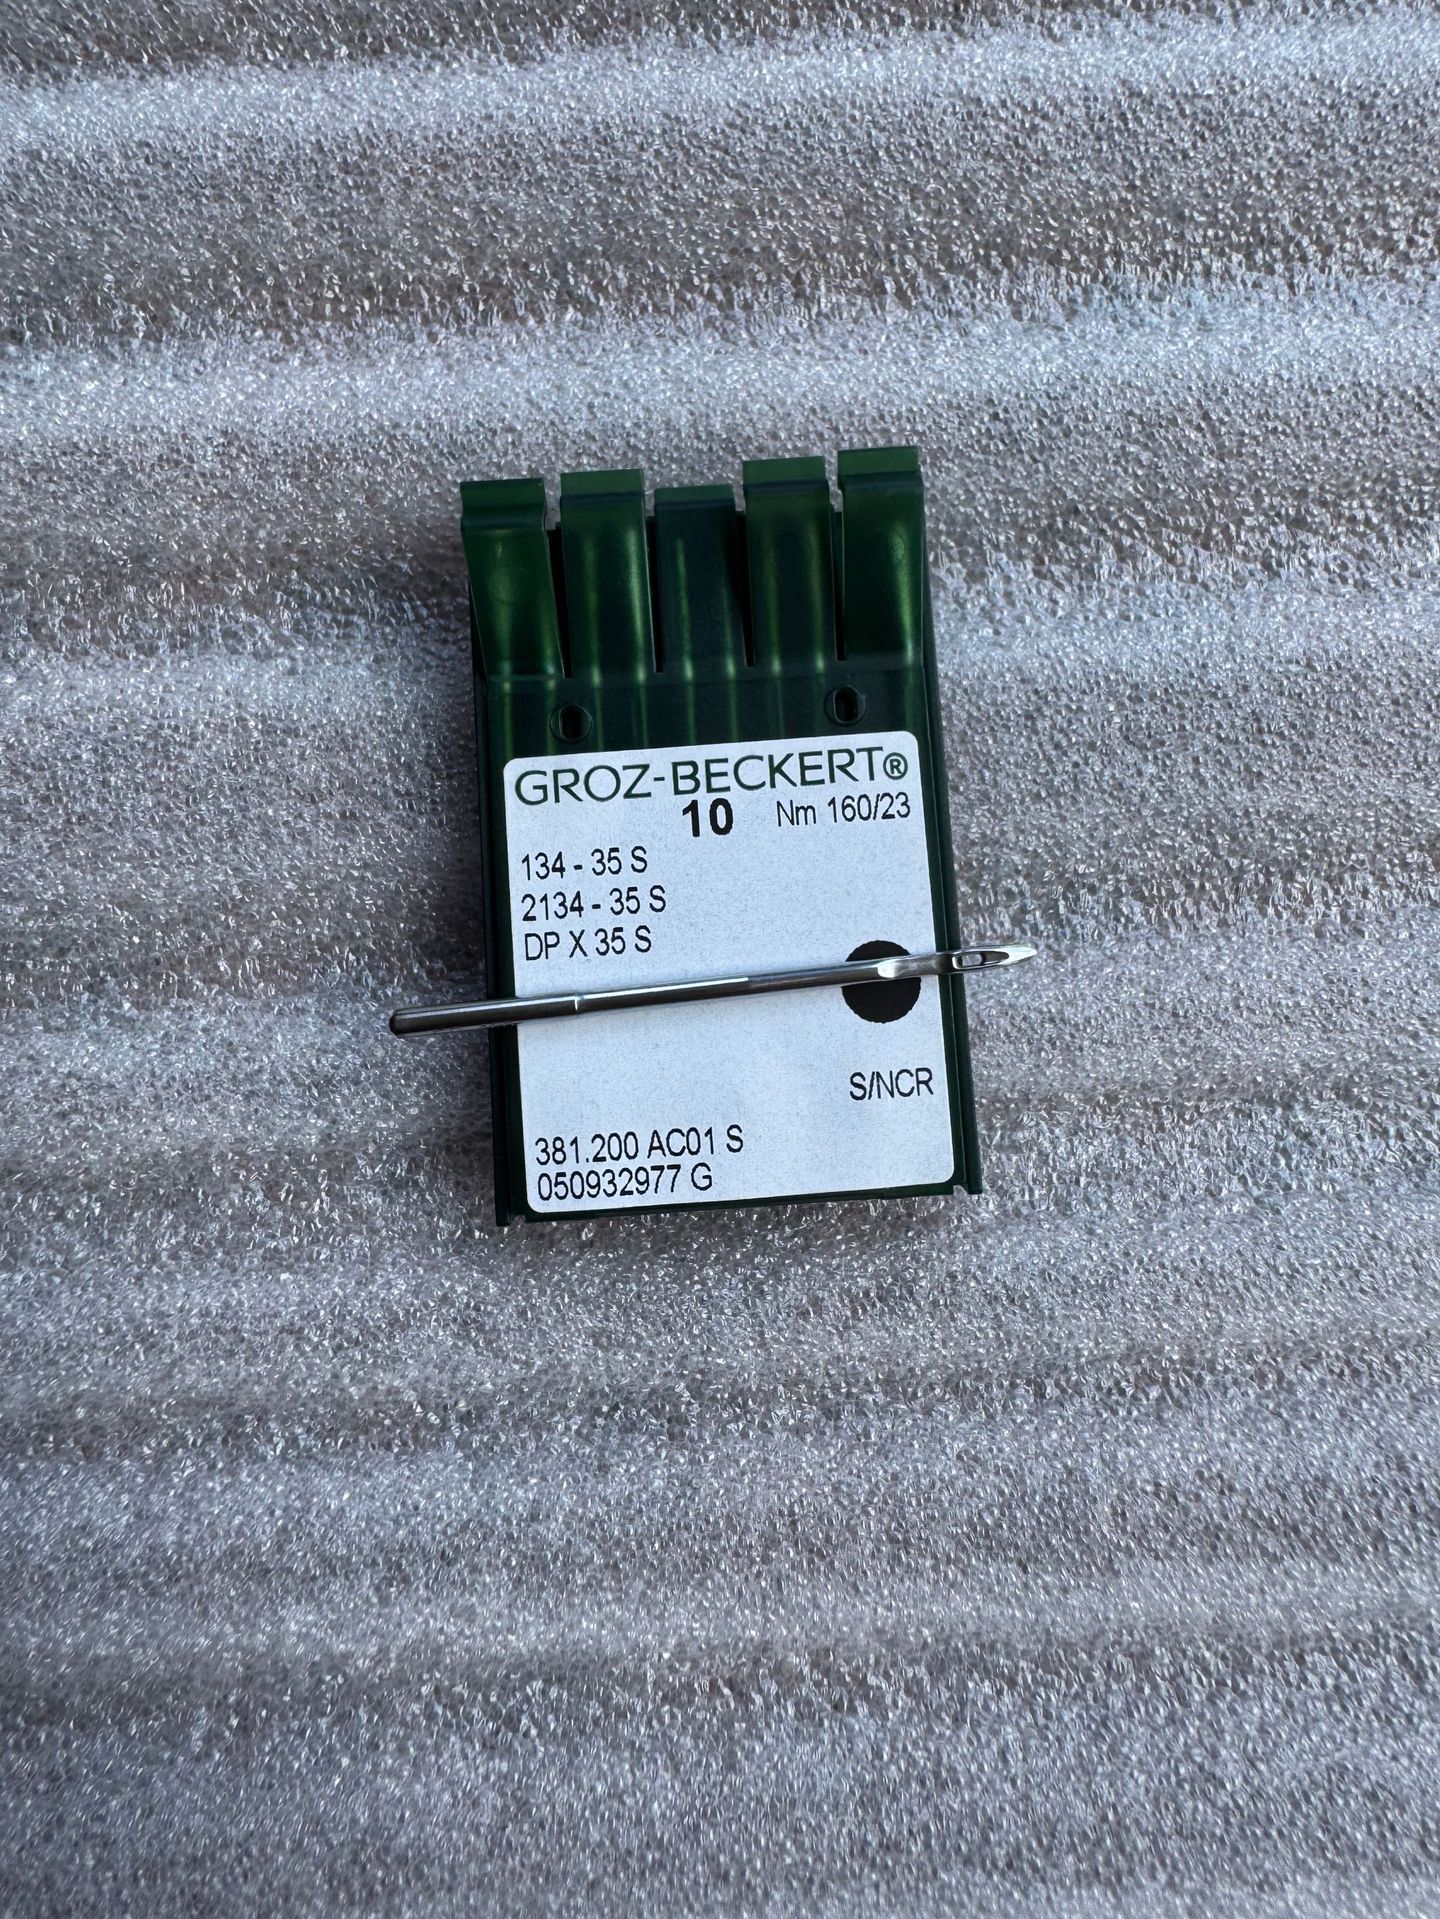 GROZ-BECKERT®
10 Nm 160/23
134 - 35 S
2134 - 35 S
DP X 35 S
S/NCR
381.200 AC01 S
050932977 G